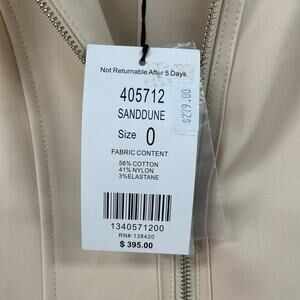 Not Returnable After 5 Days
405712
SANDDUNE
Size 0
FABRIC CONTENT
56% COTTON
41% NYLON
3%ELASTANE
1340571200
RN#: 138420
$ 395.00
$279.00